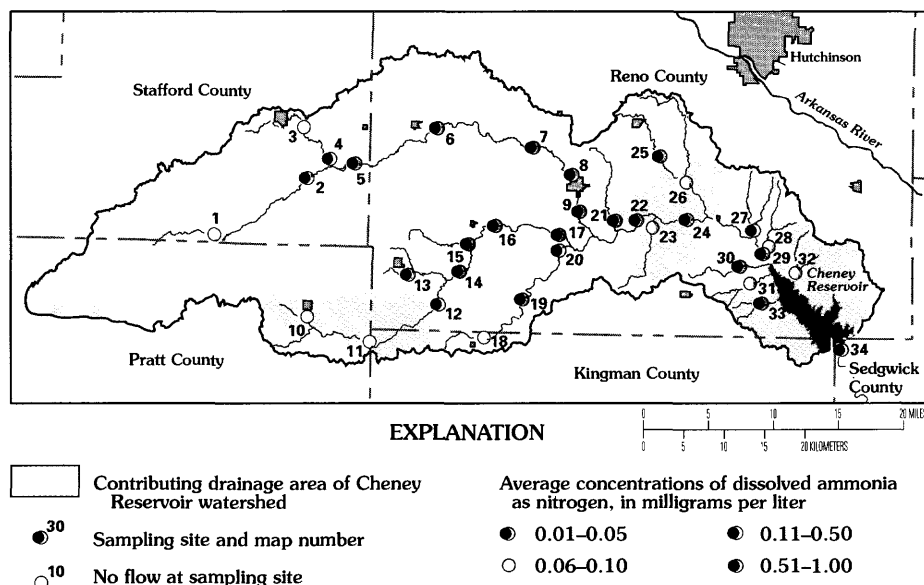 Hutchinson
Stafford County
Reno County
Arkansas River
3
4
5
2
1
6
7
8
9
25
26
21
22
23
24
27
28
29
32
30
31
33
34
16
17
15
14
13
12
20
19
18
10
11
Cheney
Reservoir
Pratt County
Kingman County
Sedgwick
County
0 5 10 15 20 MILES
0 5 10 15 20 KILOMETERS
EXPLANATION
Contributing drainage area of Cheney
Reservoir watershed
30 Sampling site and map number
10 No flow at sampling site
Average concentrations of dissolved ammonia
as nitrogen, in milligrams per liter
0.01–0.05 0.11–0.50
0.06–0.10 0.51–1.00